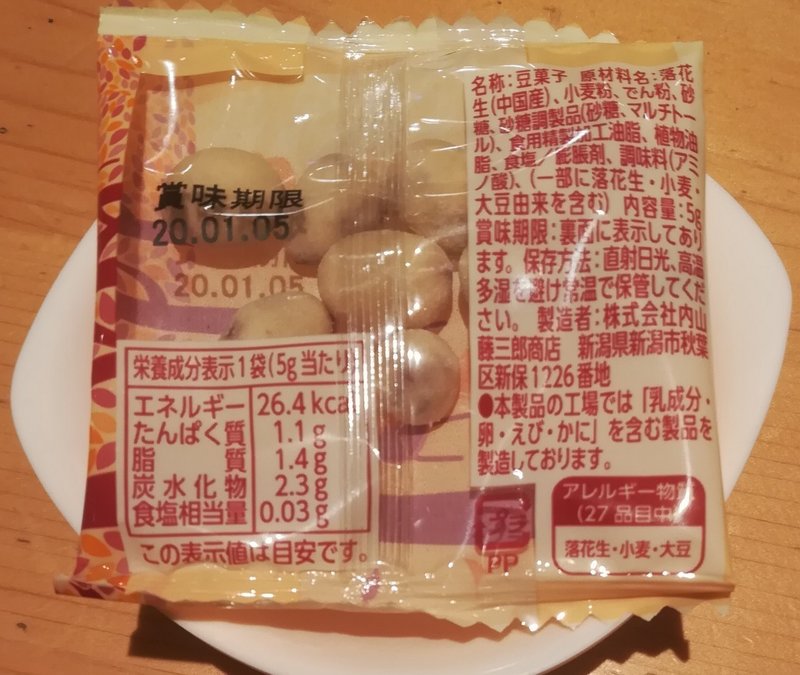 賞味期限
20.01.05
20.01.05
栄養成分表示1袋(5g当たり)
エネルギー 26.4kcal
たんぱく質 1.1g
脂質 1.4g
炭水化物 2.3g
食塩相当量 0.03g
この表示値は目安です。
名称:豆菓子 原材料名:落花
生(中国産)、小麦粉、でん粉、砂
糖、砂糖調製品(砂糖、マルチトー
ル)、食用精製加工油脂、植物油
脂、食塩/膨脹剤、調味料(アミ
ノ酸)、(一部に落花生・小麦・
大豆由来を含む) 内容量:5g
賞味期限:裏面に表示してあり
ます。保存方法:直射日光、高温
多湿を避け常温で保管してくだ
さい。 製造者:株式会社内山
藤三郎商店 新潟県新潟市秋葉
区新保1226番地
●本製品の工場では「乳成分・
卵・えび・かに」を含む製品を
製造しております。
プラ
PP
アレルギー物質
(27品目中)
落花生・小麦・大豆